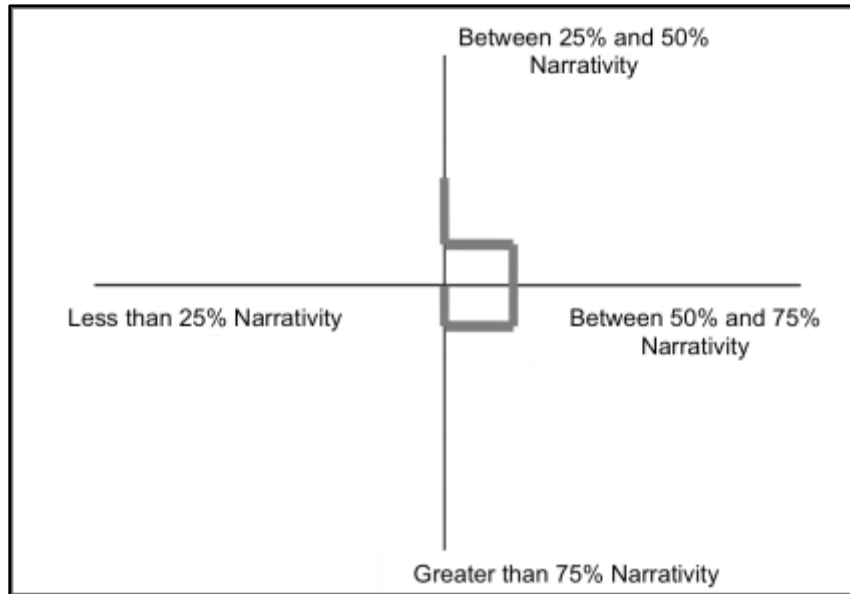 Between 25% and 50%
Narrativity
Less than 25% Narrativity
Between 50% and 75%
Narrativity
Greater than 75% Narrativity